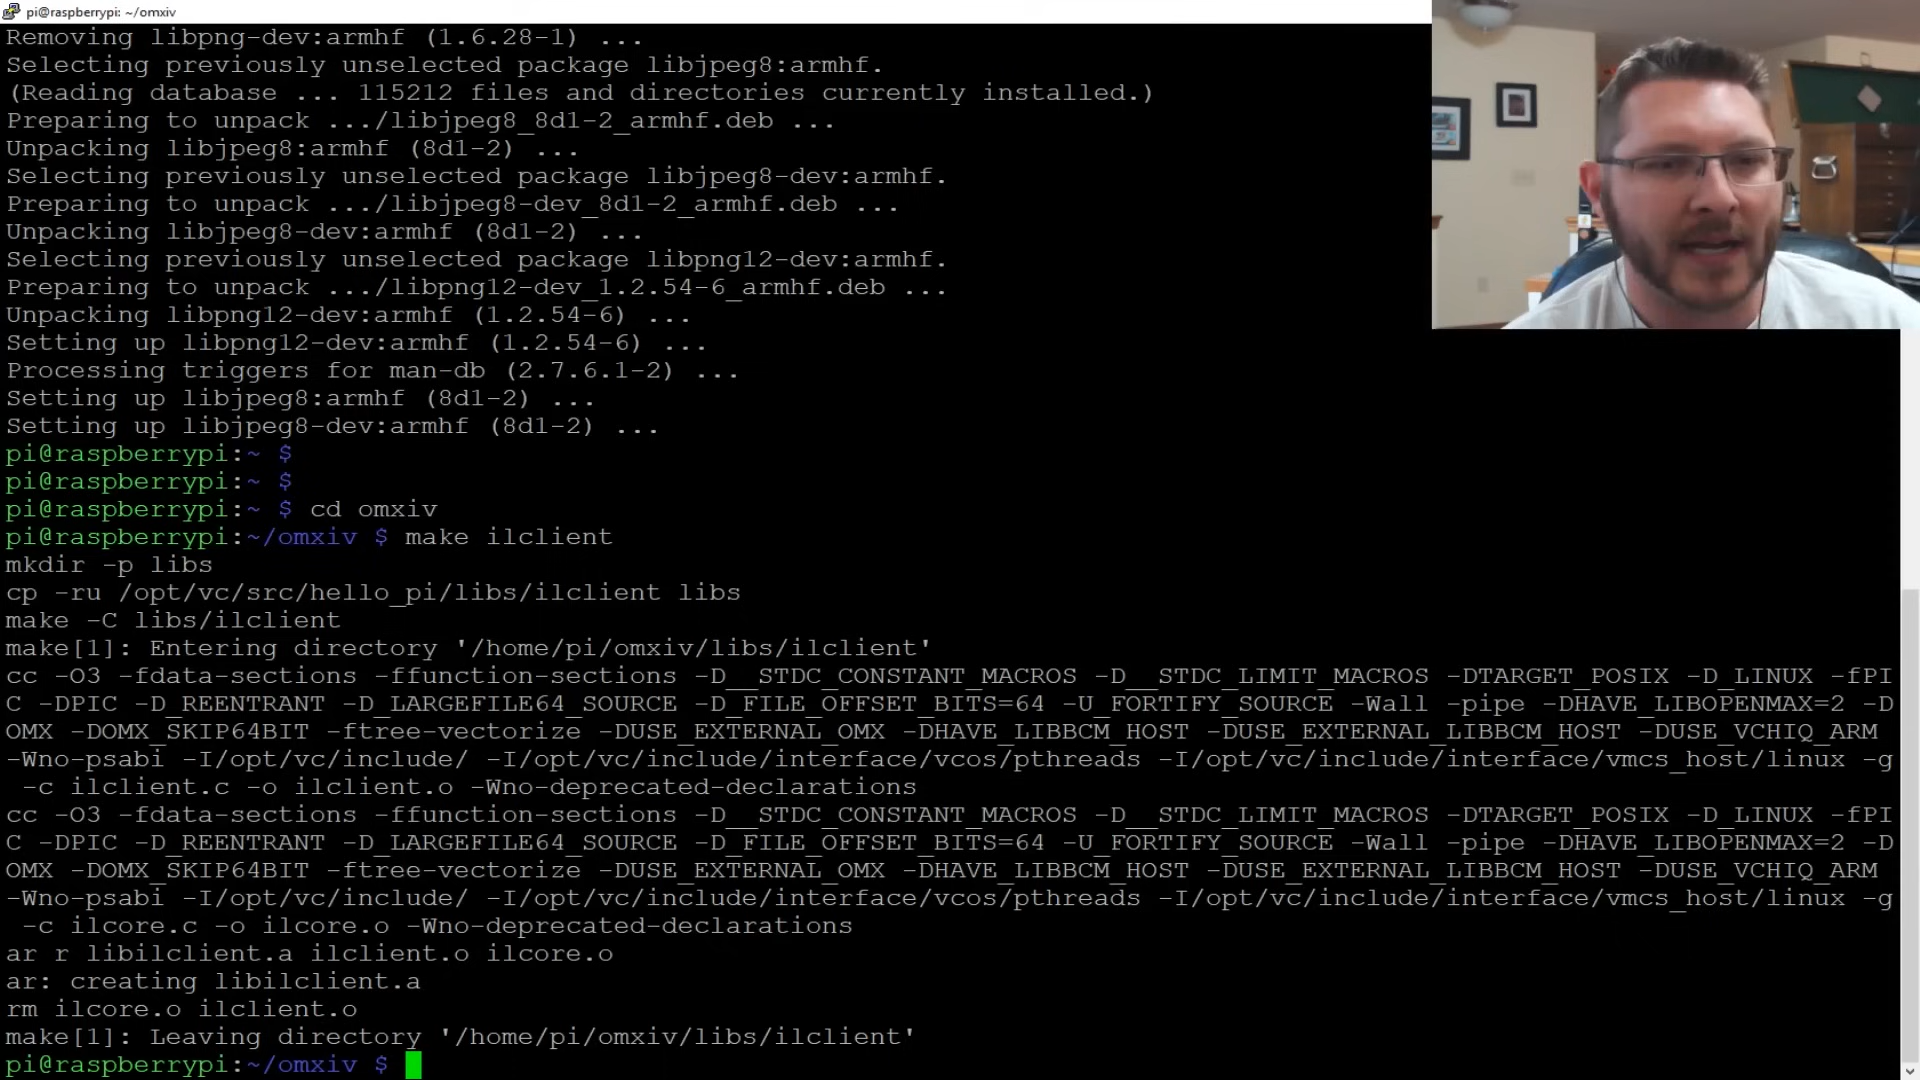 pi@raspberrypi: ~/omxiv
Removing libpng-dev:armhf (1.6.28-1) ...
Selecting previously unselected package libjpeg8:armhf.
(Reading database ... 115212 files and directories currently installed.)
Preparing to unpack .../libjpeg8_8d1-2_armhf.deb ...
Unpacking libjpeg8:armhf (8d1-2) ...
Selecting previously unselected package libjpeg8-dev:armhf.
Preparing to unpack .../libjpeg8-dev_8d1-2_armhf.deb ...
Unpacking libjpeg8-dev:armhf (8d1-2) ...
Selecting previously unselected package libpng12-dev:armhf.
Preparing to unpack .../libpng12-dev_1.2.54-6_armhf.deb ...
Unpacking libpng12-dev:armhf (1.2.54-6) ...
Setting up libpng12-dev:armhf (1.2.54-6) ...
Processing triggers for man-db (2.7.6.1-2) ...
Setting up libjpeg8:armhf (8d1-2) ...
Setting up libjpeg8-dev:armhf (8d1-2) ...
pi@raspberrypi:~ $
pi@raspberrypi:~ $
pi@raspberrypi:~ $ cd omxiv
pi@raspberrypi:~/omxiv $ make ilclient
mkdir -p libs
cp -ru /opt/vc/src/hello_pi/libs/ilclient libs
make -C libs/ilclient
make[1]: Entering directory '/home/pi/omxiv/libs/ilclient'
cc -O3 -fdata-sections -ffunction-sections -D__STDC_CONSTANT_MACROS -D__STDC_LIMIT_MACROS -DTARGET_POSIX -D_LINUX -fPI
C -DPIC -D_REENTRANT -D_LARGEFILE64_SOURCE -D_FILE_OFFSET_BITS=64 -U_FORTIFY_SOURCE -Wall -pipe -DHAVE_LIBOPENMAX=2 -D
OMX -DOMX_SKIP64BIT -ftree-vectorize -DUSE_EXTERNAL_OMX -DHAVE_LIBBCM_HOST -DUSE_EXTERNAL_LIBBCM_HOST -DUSE_VCHIQ_ARM
-Wno-psabi -I/opt/vc/include/ -I/opt/vc/include/interface/vcos/pthreads -I/opt/vc/include/interface/vmcs_host/linux -g
-c ilclient.c -o ilclient.o -Wno-deprecated-declarations
cc -O3 -fdata-sections -ffunction-sections -D__STDC_CONSTANT_MACROS -D__STDC_LIMIT_MACROS -DTARGET_POSIX -D_LINUX -fPI
C -DPIC -D_REENTRANT -D_LARGEFILE64_SOURCE -D_FILE_OFFSET_BITS=64 -U_FORTIFY_SOURCE -Wall -pipe -DHAVE_LIBOPENMAX=2 -D
OMX -DOMX_SKIP64BIT -ftree-vectorize -DUSE_EXTERNAL_OMX -DHAVE_LIBBCM_HOST -DUSE_EXTERNAL_LIBBCM_HOST -DUSE_VCHIQ_ARM
-Wno-psabi -I/opt/vc/include/ -I/opt/vc/include/interface/vcos/pthreads -I/opt/vc/include/interface/vmcs_host/linux -g
-c ilcore.c -o ilcore.o -Wno-deprecated-declarations
ar r libilclient.a ilclient.o ilcore.o
ar: creating libilclient.a
rm ilcore.o ilclient.o
make[1]: Leaving directory '/home/pi/omxiv/libs/ilclient'
pi@raspberrypi:~/omxiv $